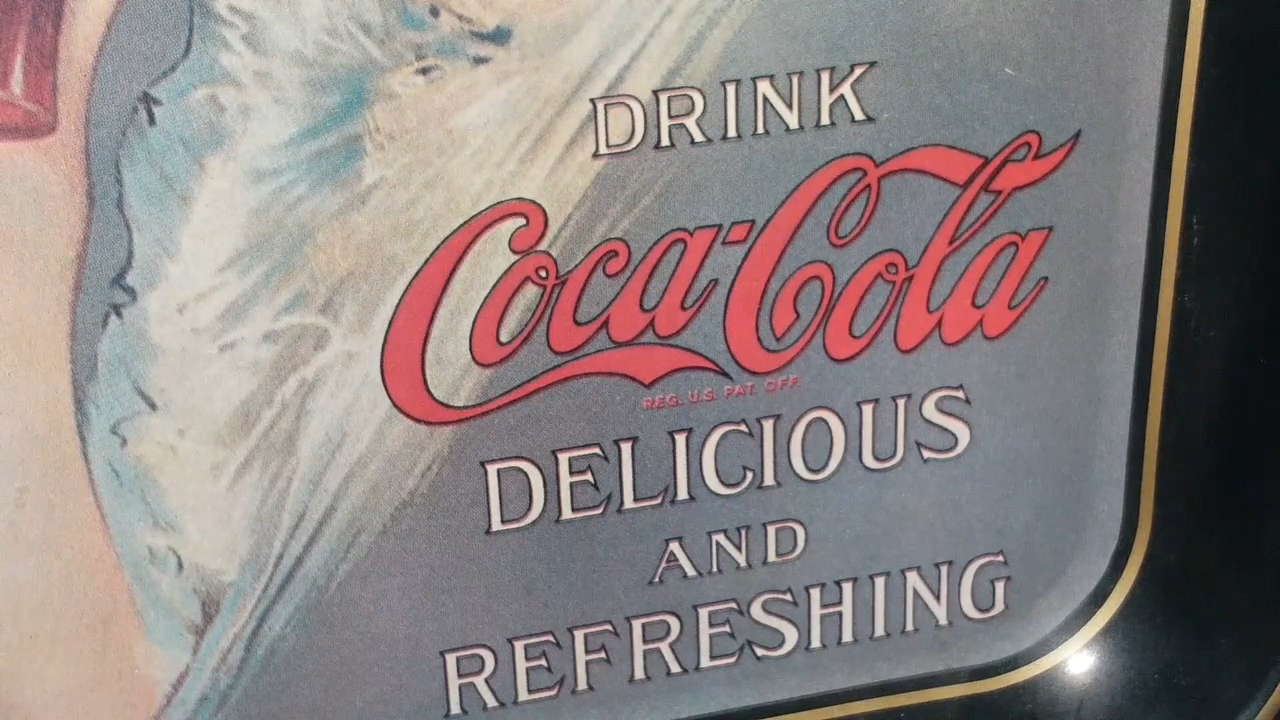 DRINK
Coca-Cola
REG. U.S. PAT. OFF.
DELICIOUS
AND
REFRESHING